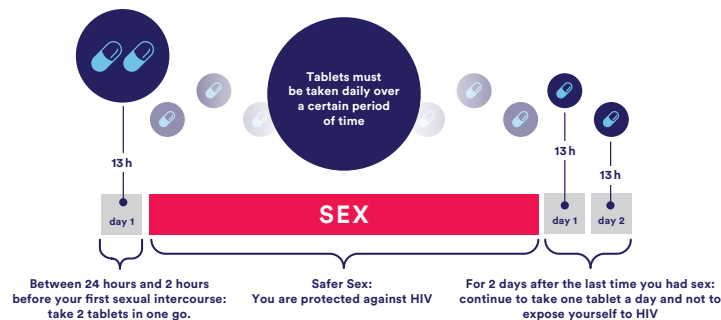 Tablets must
be taken daily over
a certain period
of time
13 h
13 h
13 h
day 1
SEX
day 1
day 2
Between 24 hours and 2 hours
before your first sexual intercourse:
take 2 tablets in one go.
Safer Sex:
You are protected against HIV
For 2 days after the last time you had sex:
continue to take one tablet a day and not to
expose yourself to HIV